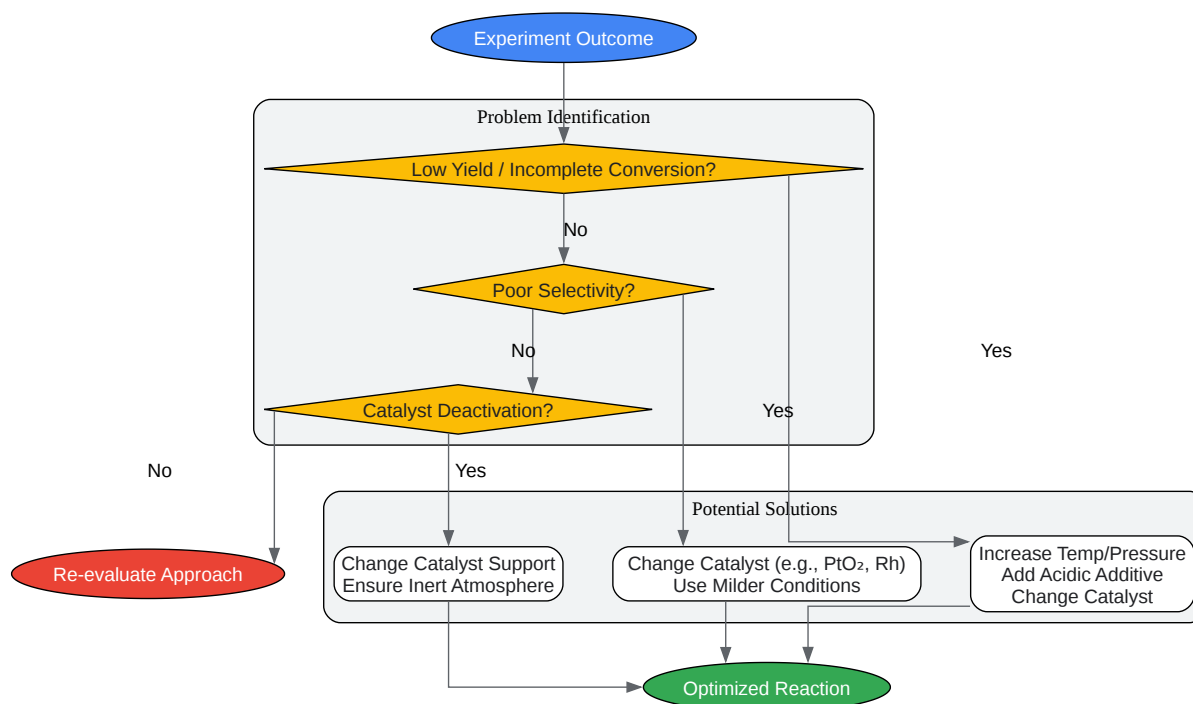 Experiment Outcome
Problem Identification
Low Yield / Incomplete Conversion?
No
Poor Selectivity?
No
Yes
Catalyst Deactivation?
Yes
No
Yes
Potential Solutions
Change Catalyst Support
Ensure Inert Atmosphere
Change Catalyst (e.g., PtO₂, Rh)
Use Milder Conditions
Increase Temp/Pressure
Add Acidic Additive
Change Catalyst
Re-evaluate Approach
Optimized Reaction